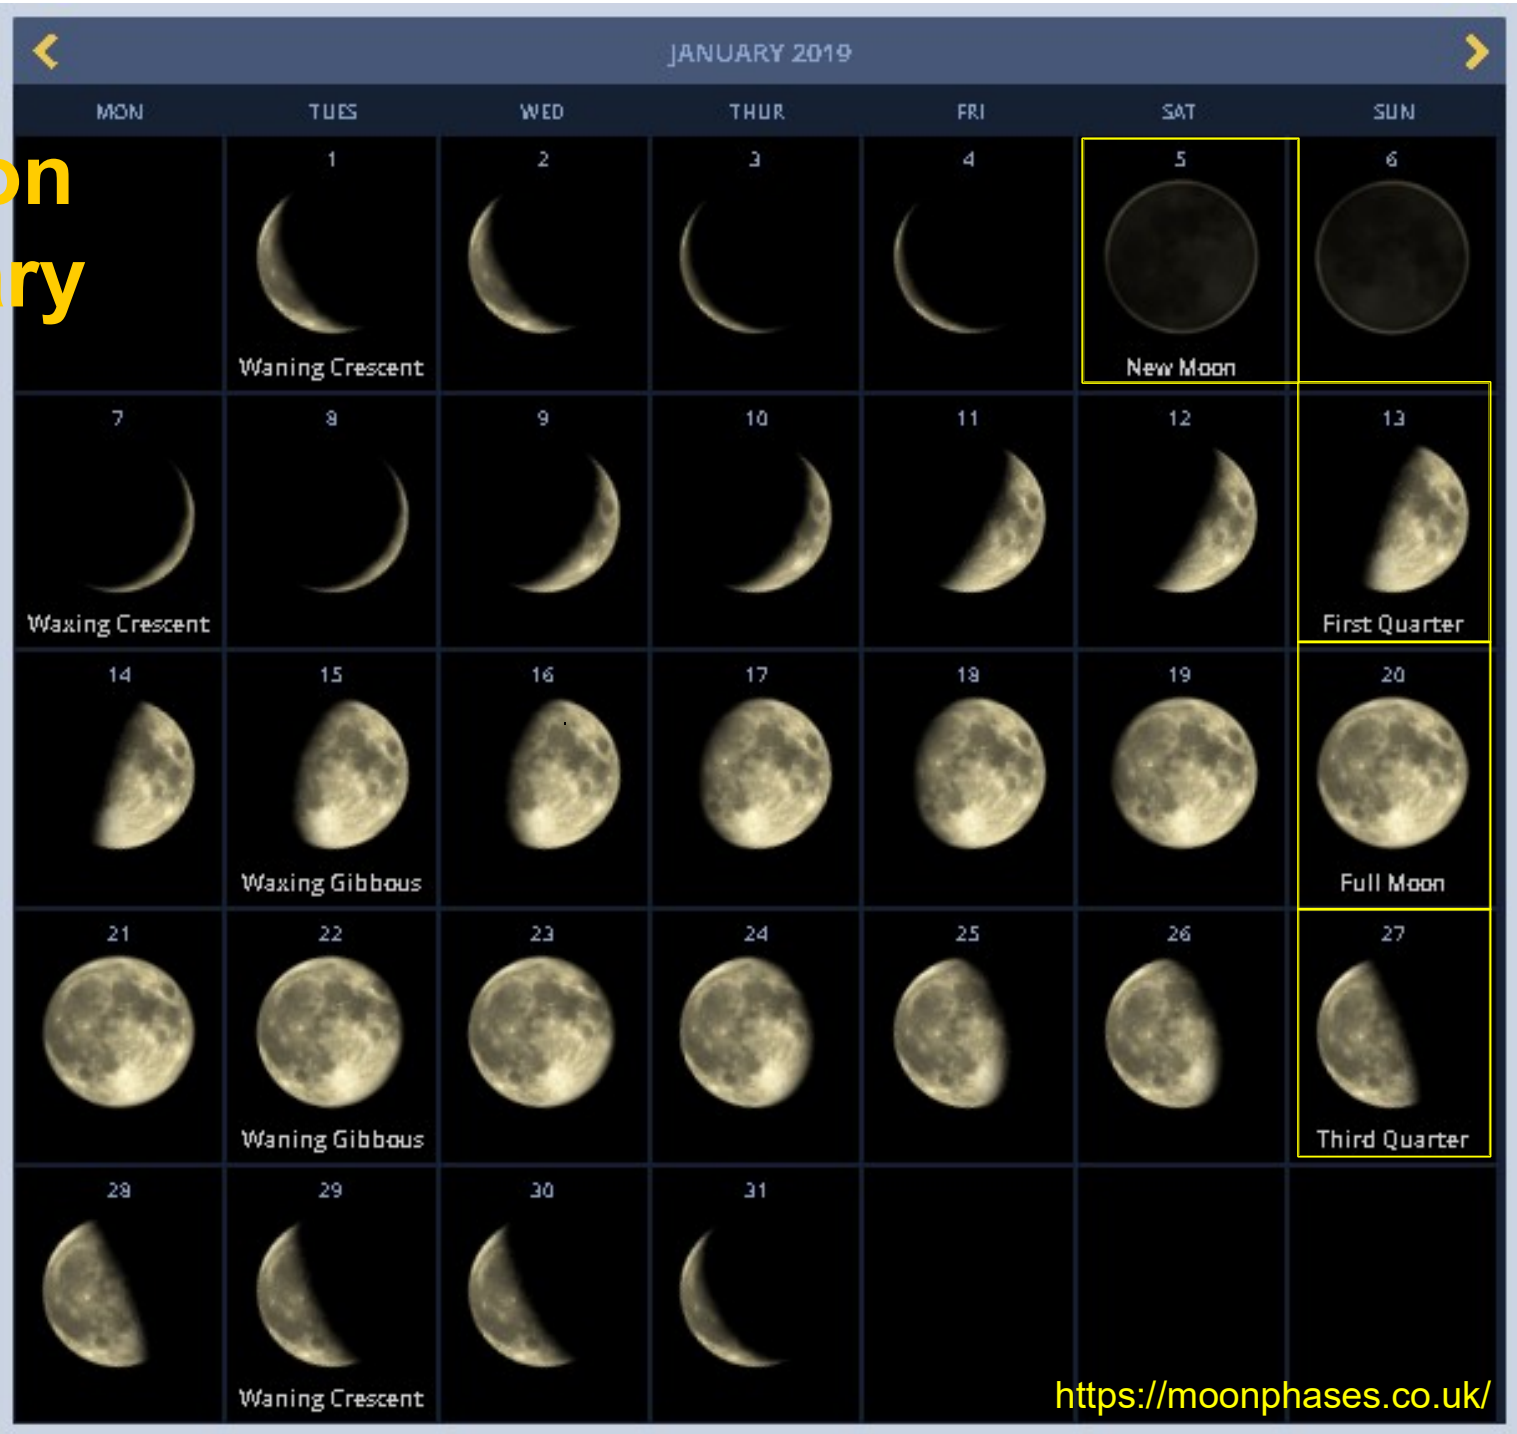 JANUARY 2019
MON TUES WED THUR FRI SAT SUN
on
ary
1 2 3 4 5 6
Waning Crescent New Moon
7 8 9 10 11 12 13
Waxing Crescent First Quarter
14 15 16 17 18 19 20
Waxing Gibbous Full Moon
21 22 23 24 25 26 27
Waning Gibbous Third Quarter
28 29 30 31
Waning Crescent
https://moonphases.co.uk/